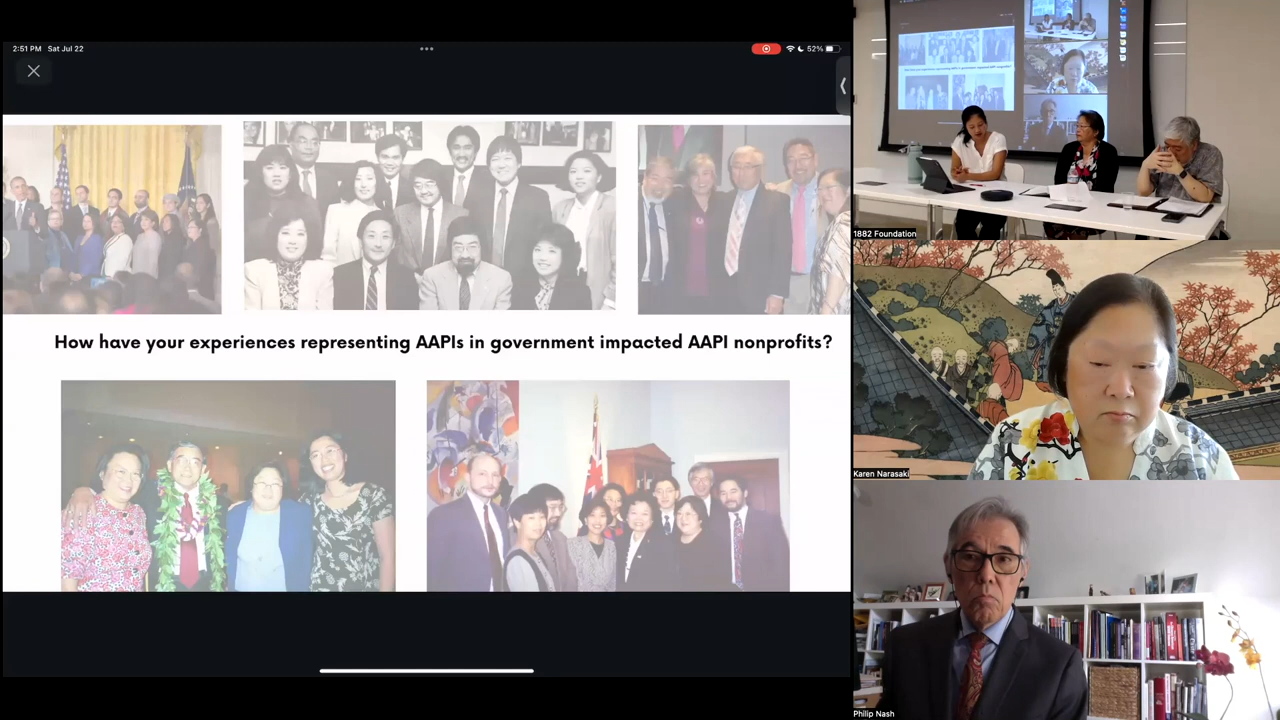 2:51 PM Sat Jul 22
52%
How have your experiences representing AAPIs in government impacted AAPI nonprofits?
1882 Foundation
Karen Narasaki
Philip Nash